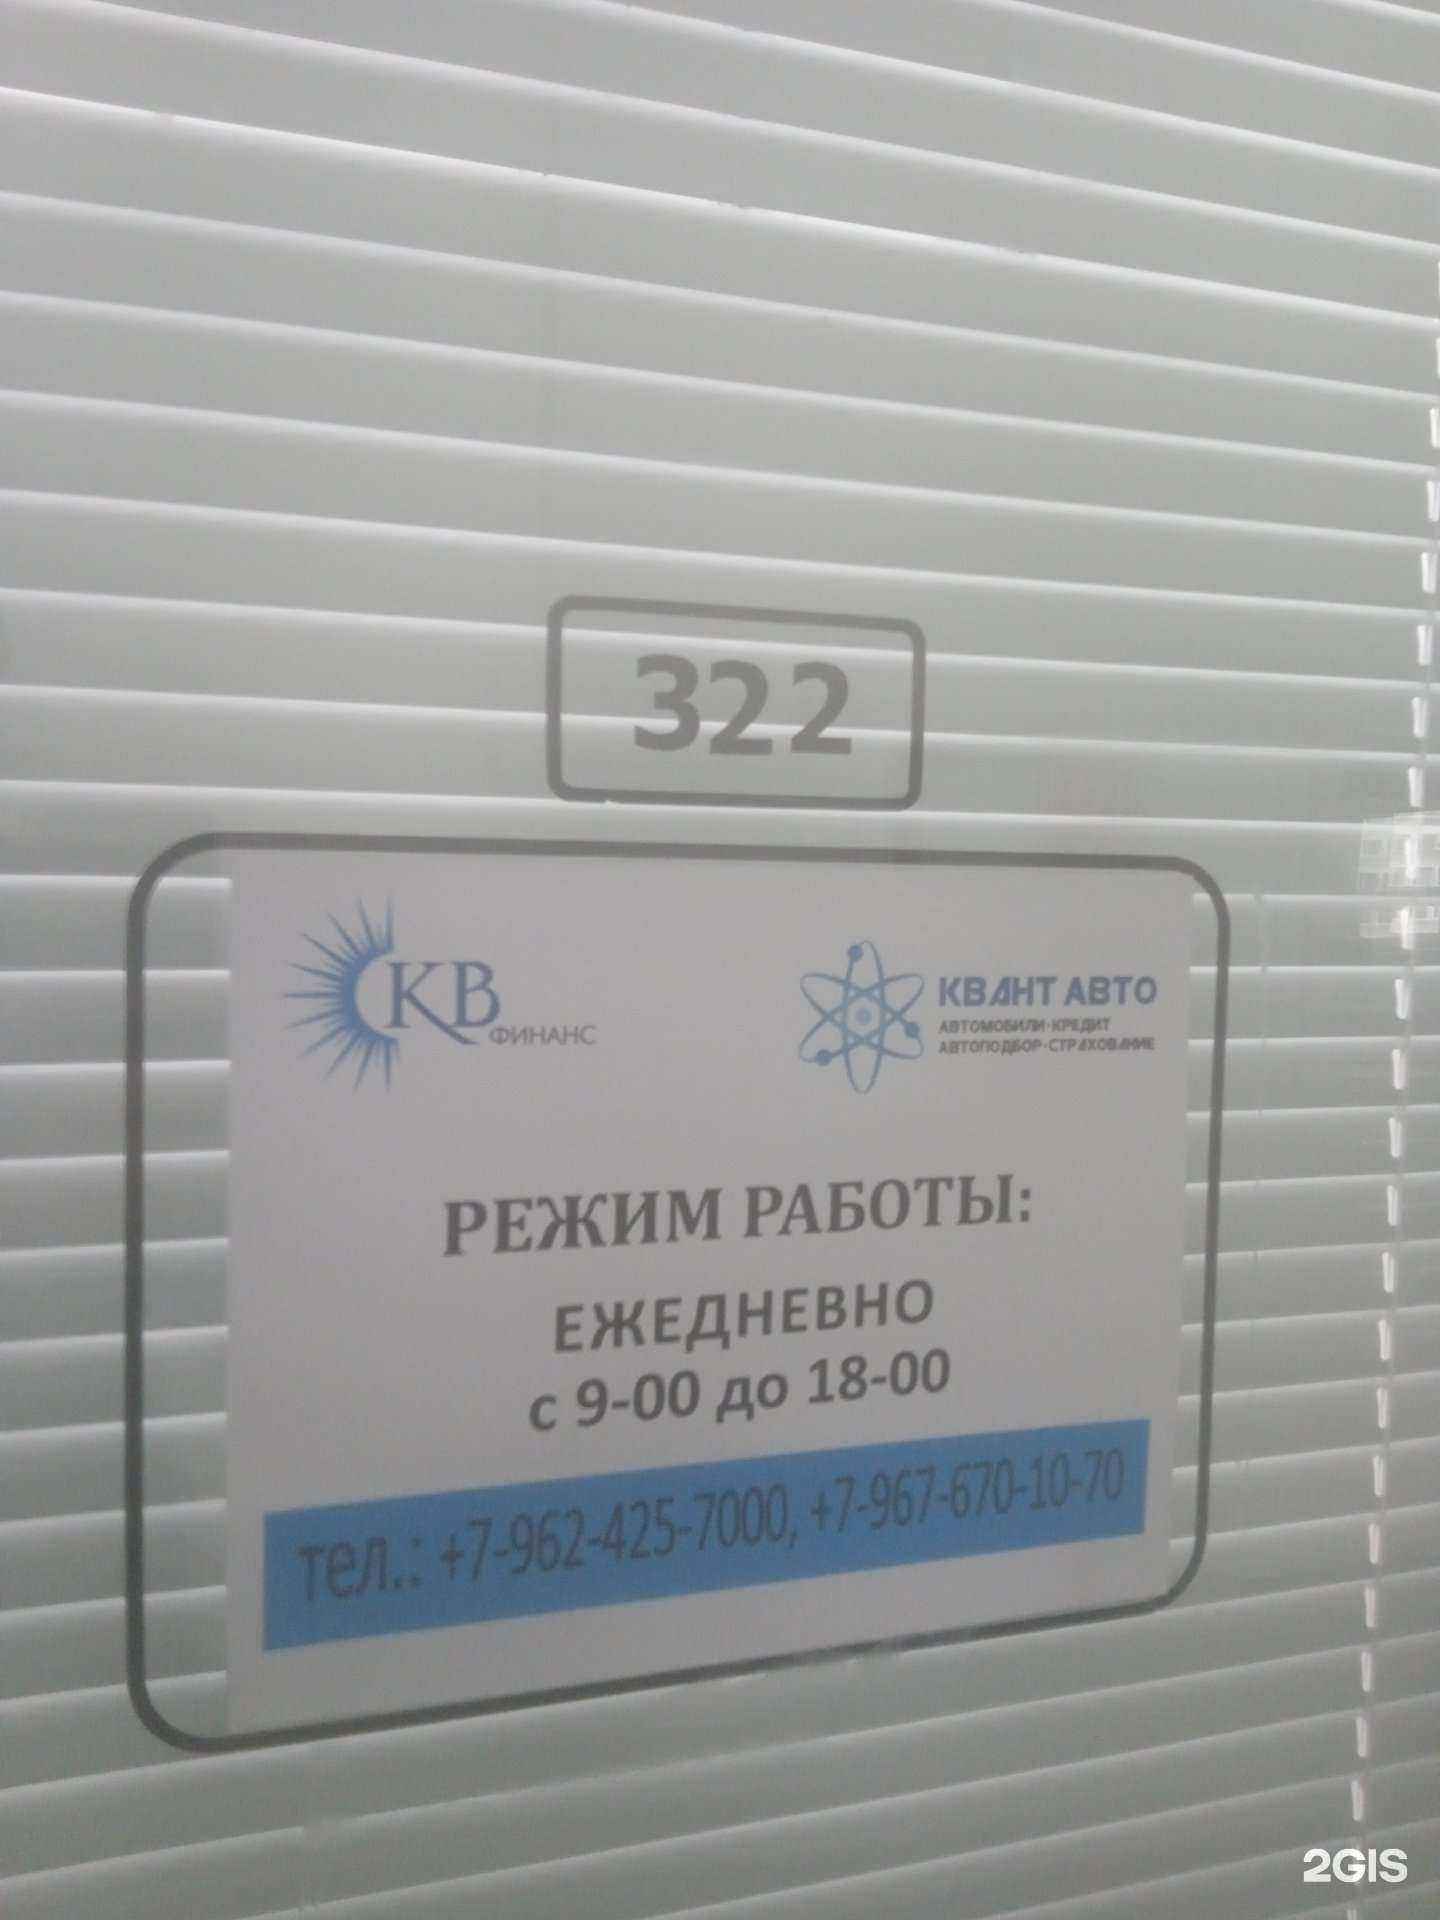 322
КВ
ФИНАНС
КВАНТ АВТО
АВТОМОБИЛИ·КРЕДИТ
АВТОПОДБОР·СТРАХОВАНИЕ
РЕЖИМ РАБОТЫ:
ЕЖЕДНЕВНО
с 9-00 до 18-00
тел.: +7-962-425-7000, +7-967-670-10-70
2GIS